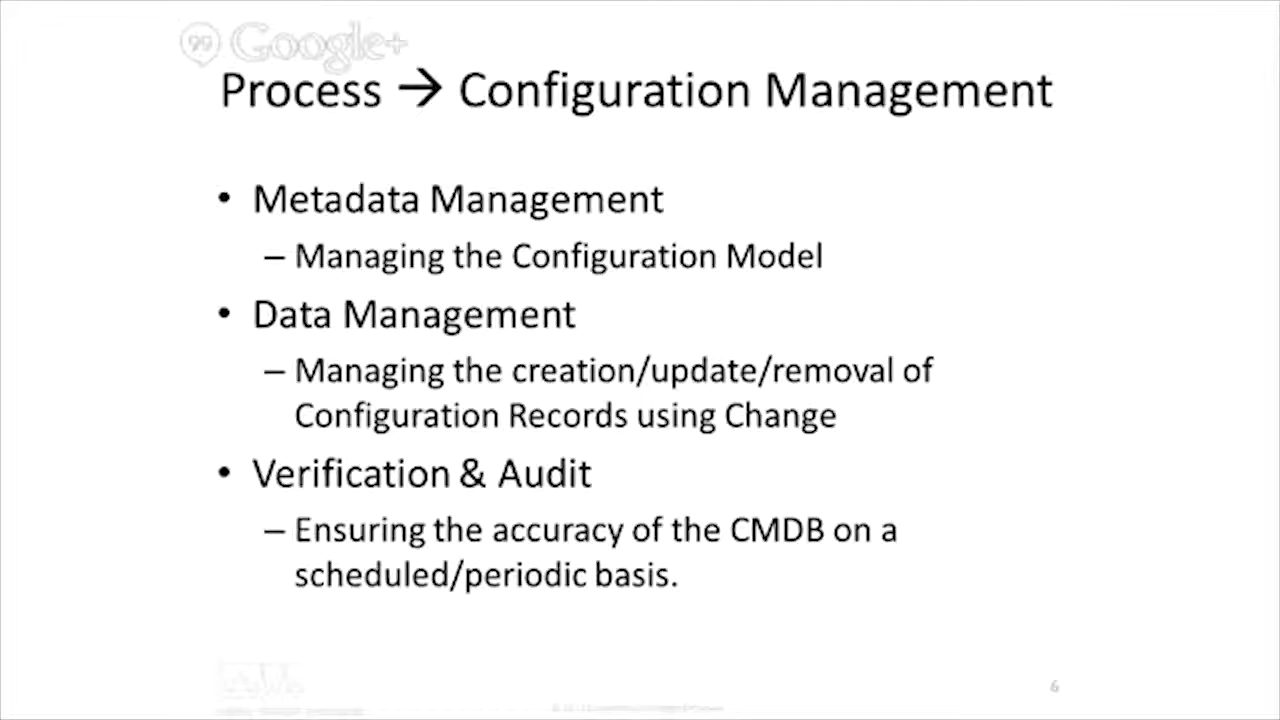 Google+
Process → Configuration Management
• Metadata Management
– Managing the Configuration Model
• Data Management
– Managing the creation/update/removal of
Configuration Records using Change
• Verification & Audit
– Ensuring the accuracy of the CMDB on a
scheduled/periodic basis.
6